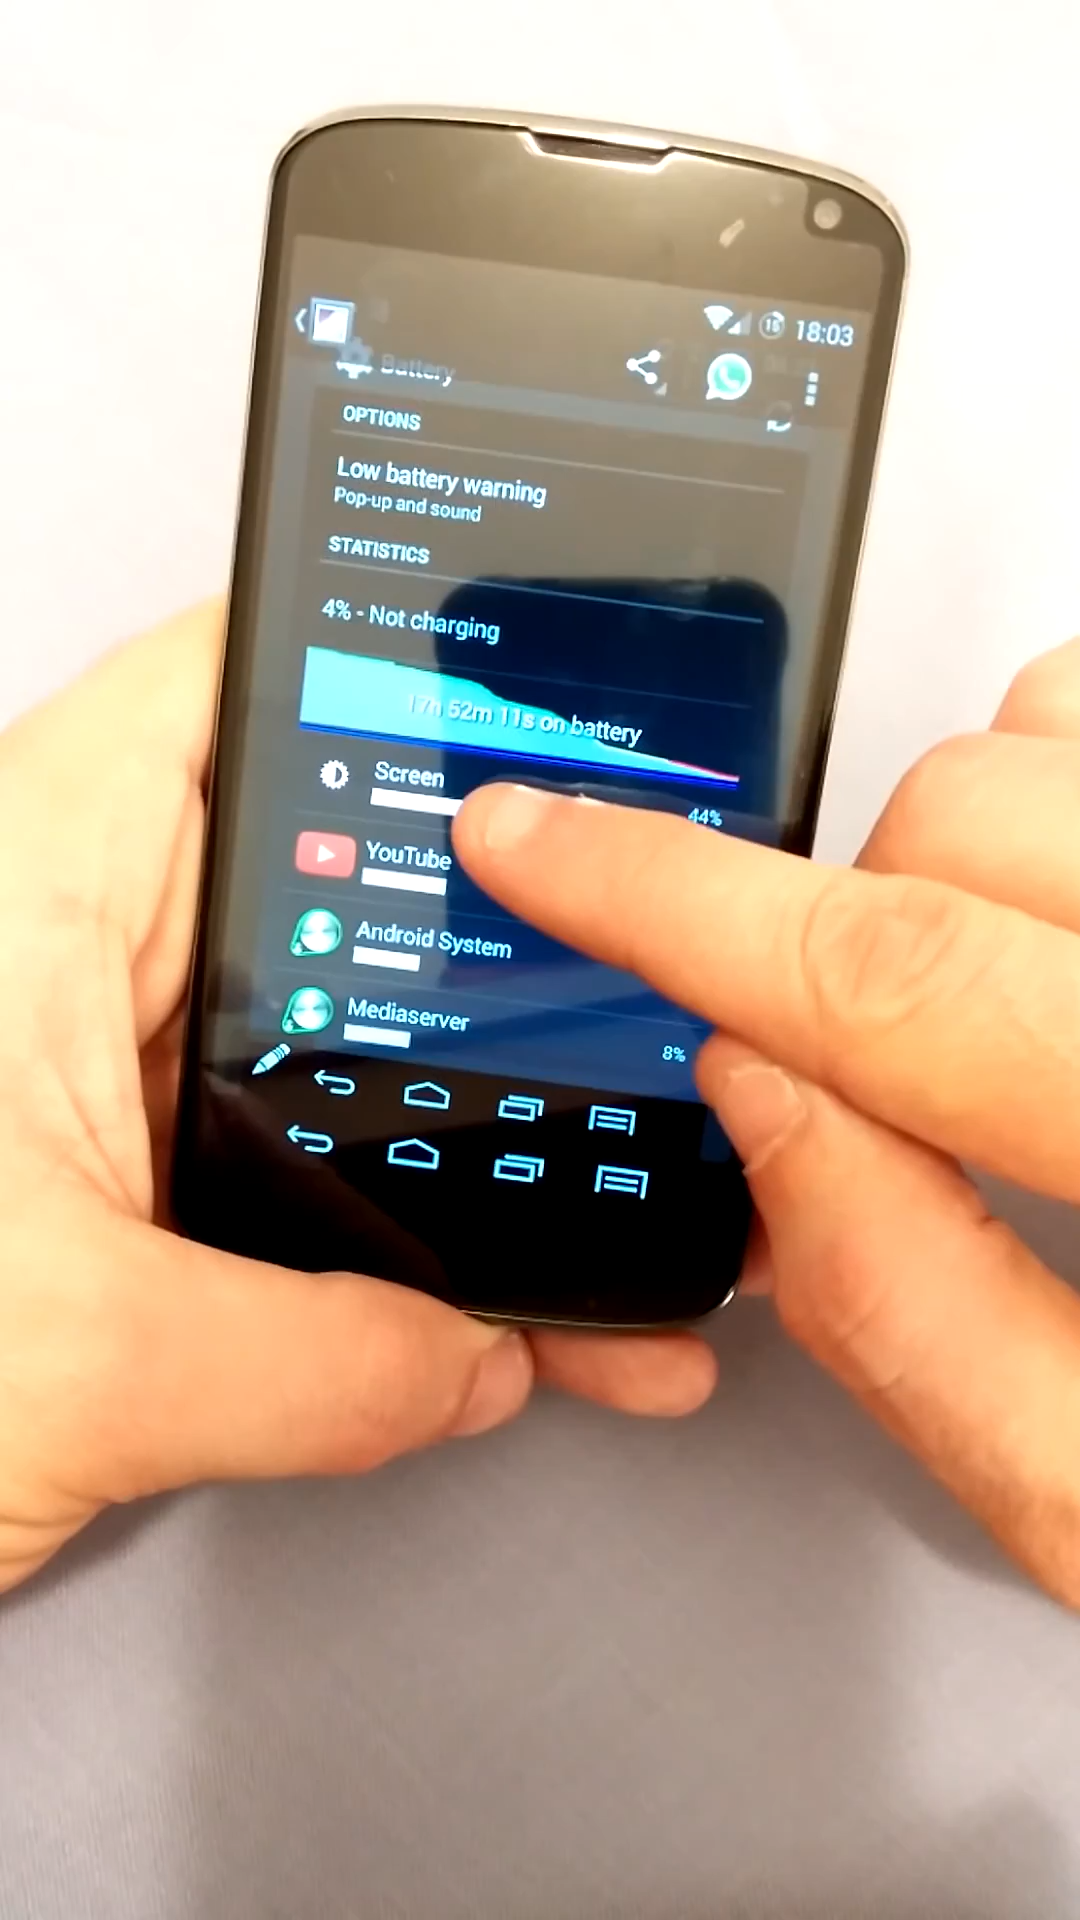 15 18:03
Battery
OPTIONS
Low battery warning
Pop-up and sound
STATISTICS
4% - Not charging
17h 52m 11s on battery
Screen
44%
YouTube
Android System
Mediaserver
8%